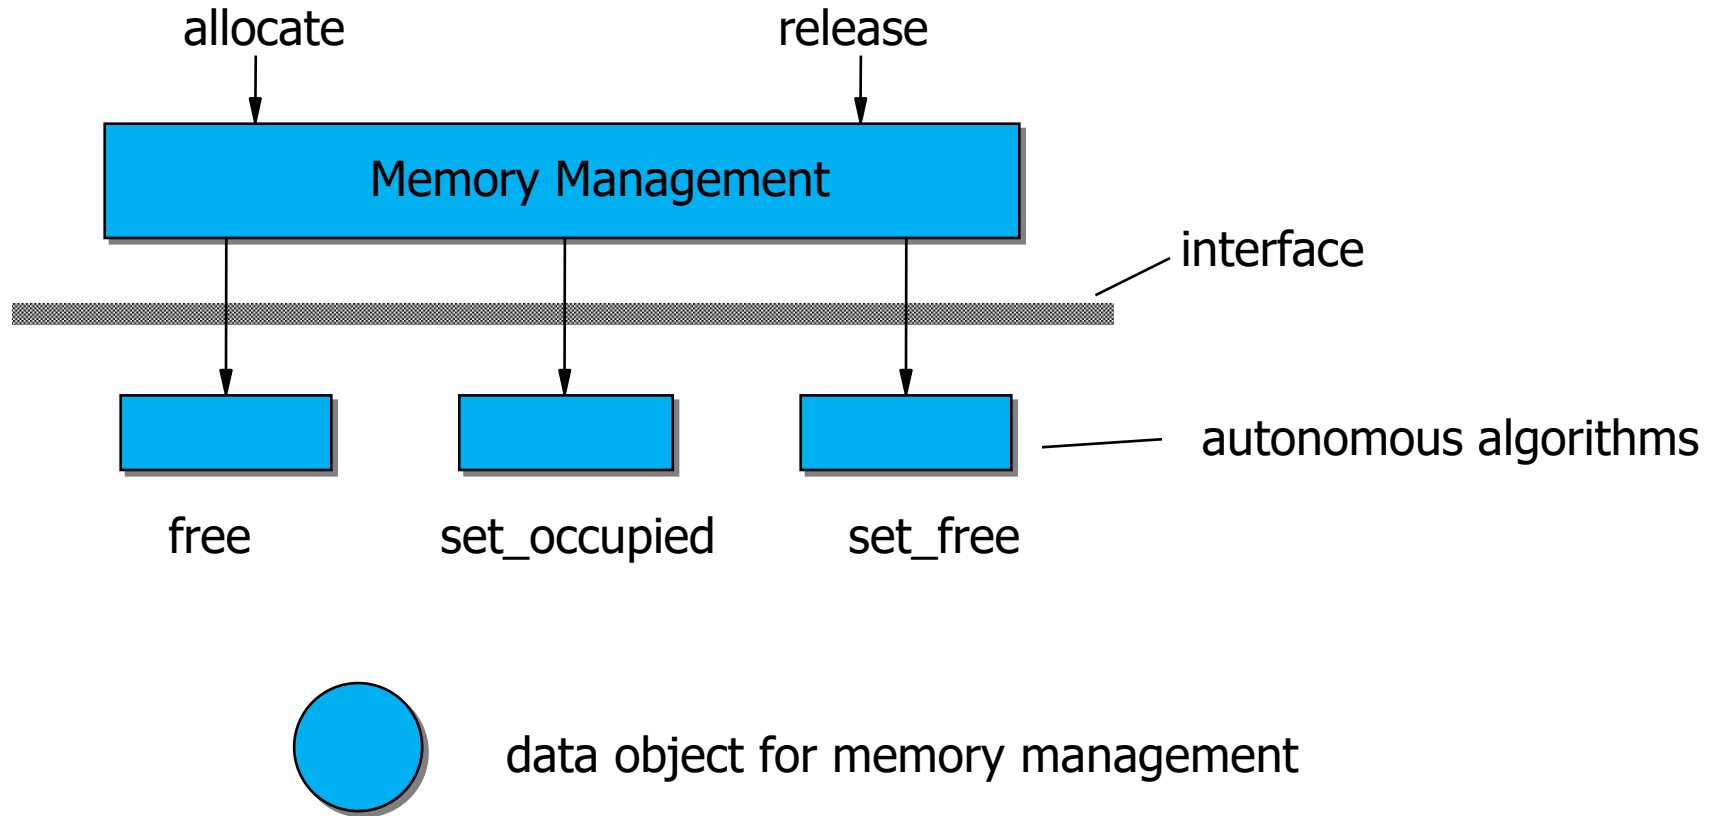 allocate
release
Memory Management
interface
autonomous algorithms
free
set_occupied
set_free
data object for memory management